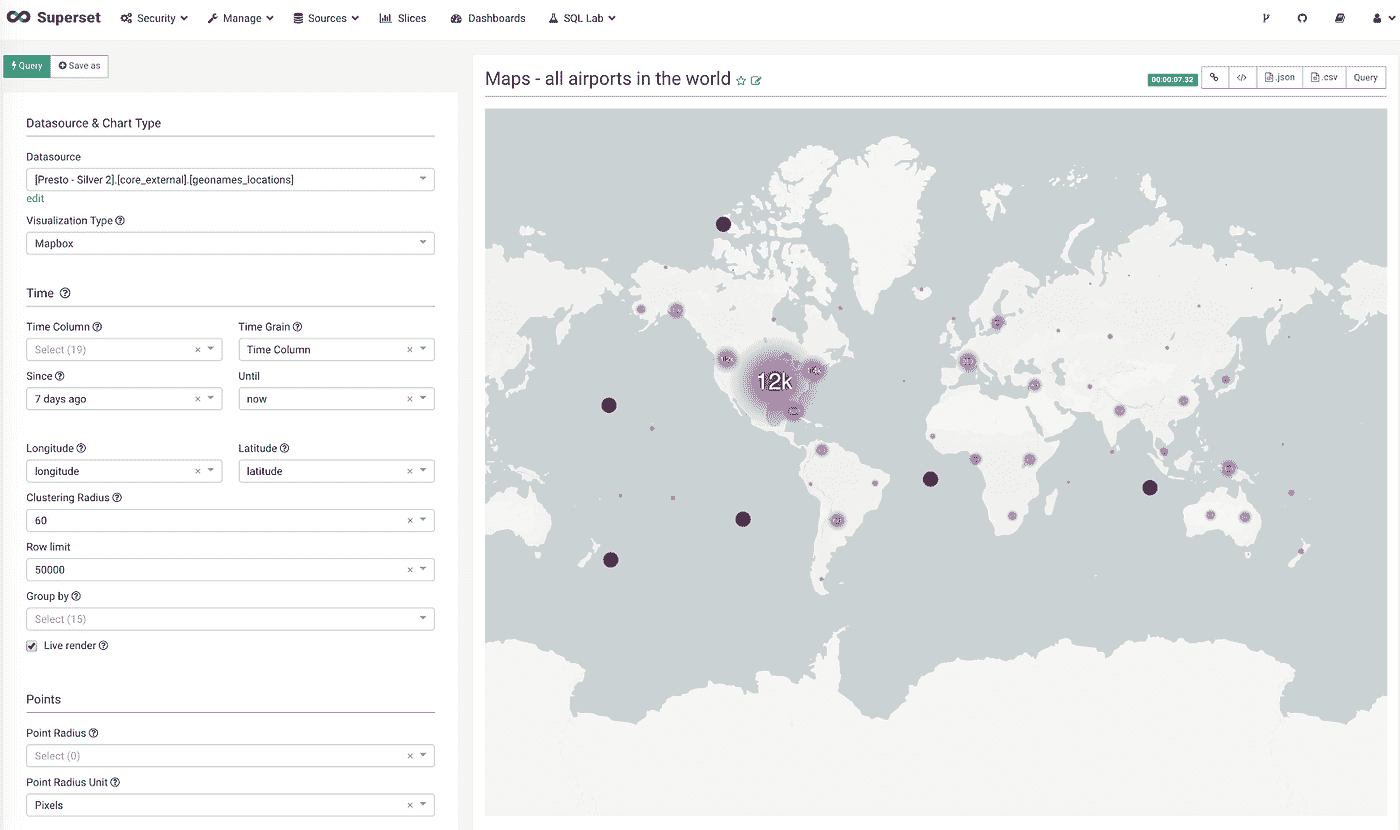 Superset Security Manage Sources Slices Dashboards SQL Lab
Query Save as
Datasource & Chart Type
Datasource
[Presto - Silver 2].[core_external].[geonames_locations]
edit
Visualization Type
Mapbox
Time
Time Column Time Grain
Select (19) Time Column
Since Until
7 days ago now
Longitude Latitude
longitude latitude
Clustering Radius
60
Row limit
50000
Group by
Select (15)
Live render
Points
Point Radius
Select (0)
Point Radius Unit
Pixels
Maps - all airports in the world
00:00:07.32 .json .csv Query
12k